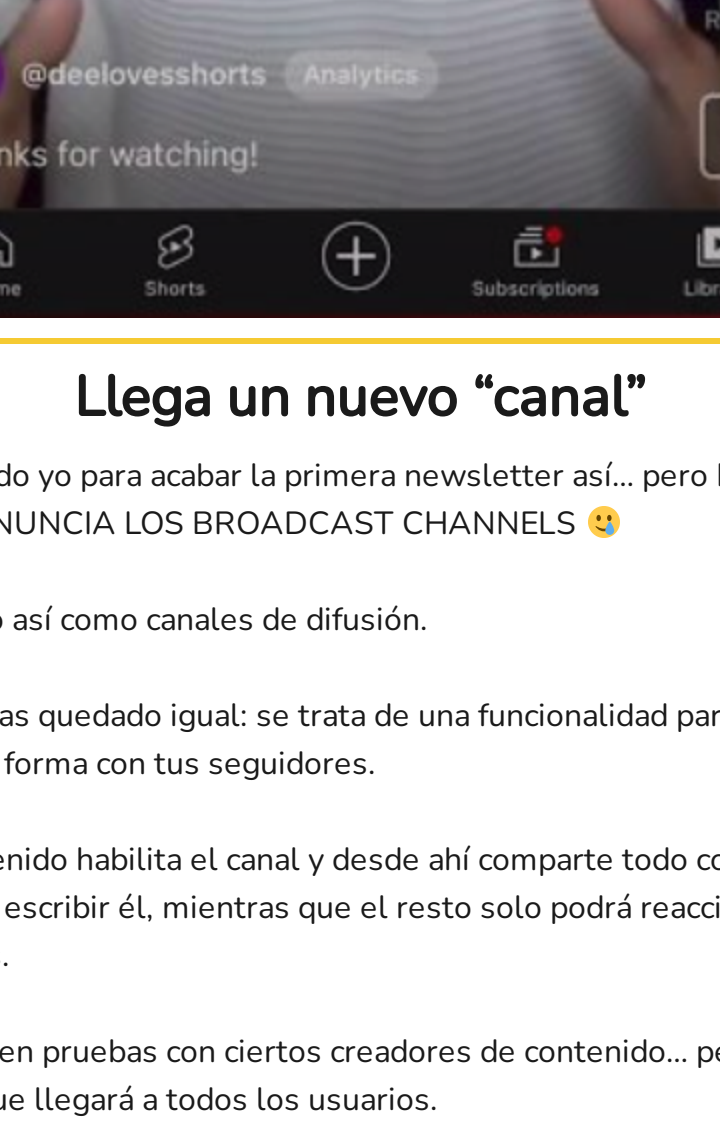 R
@deelovesshorts Analytics
nks for watching!
me Shorts Subscriptions Libr
Llega un nuevo “canal”
do yo para acabar la primera newsletter así... pero
NUNCIA LOS BROADCAST CHANNELS 🥲
así como canales de difusión.
as quedado igual: se trata de una funcionalidad par
forma con tus seguidores.
enido habilita el canal y desde ahí comparte todo co
escribir él, mientras que el resto solo podrá reacci
.
en pruebas con ciertos creadores de contenido... pe
ue llegará a todos los usuarios.